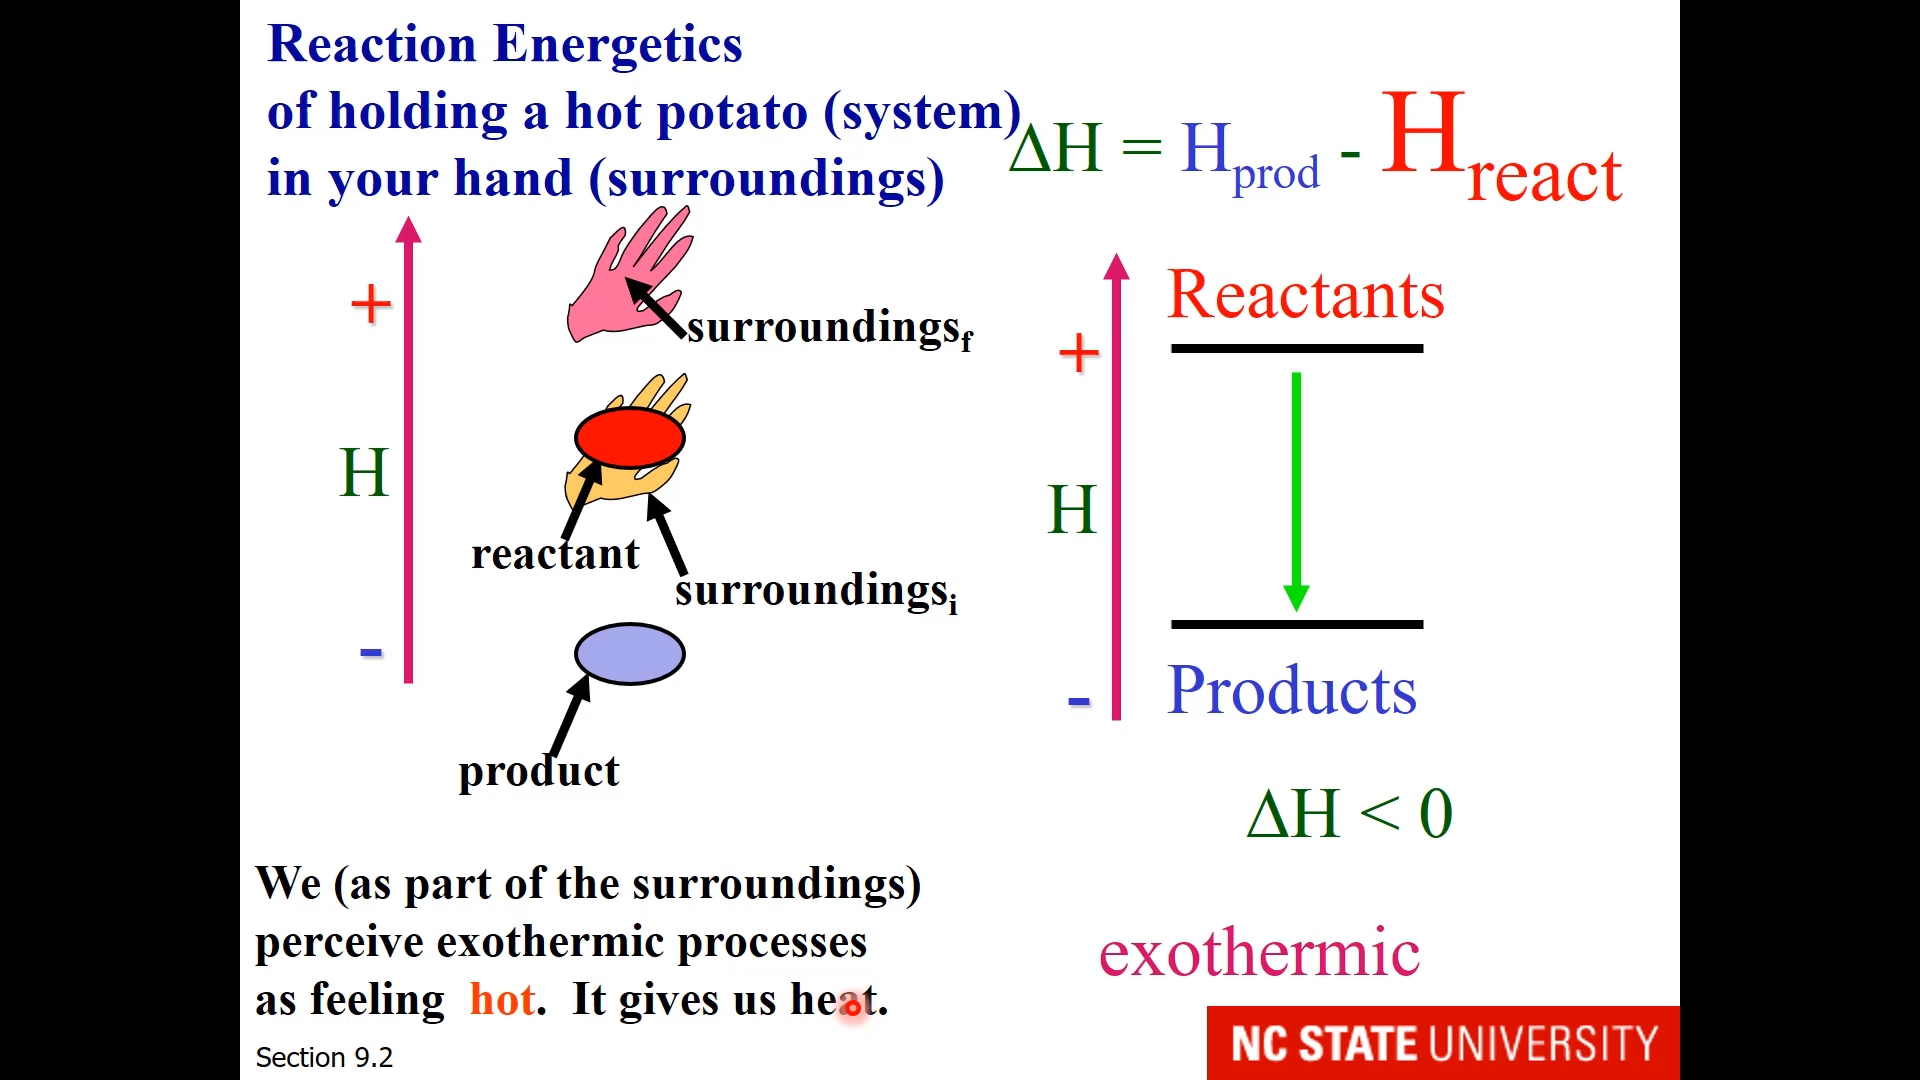 Reaction Energetics
of holding a hot potato (system)
in your hand (surroundings)
ΔH = Hprod - Hreact
+
surroundingsf
H
reactant
surroundingsi
-
product
Reactants
+
H
-
Products
ΔH < 0
We (as part of the surroundings)
perceive exothermic processes
as feeling hot. It gives us heat.
exothermic
Section 9.2
NC STATE UNIVERSITY